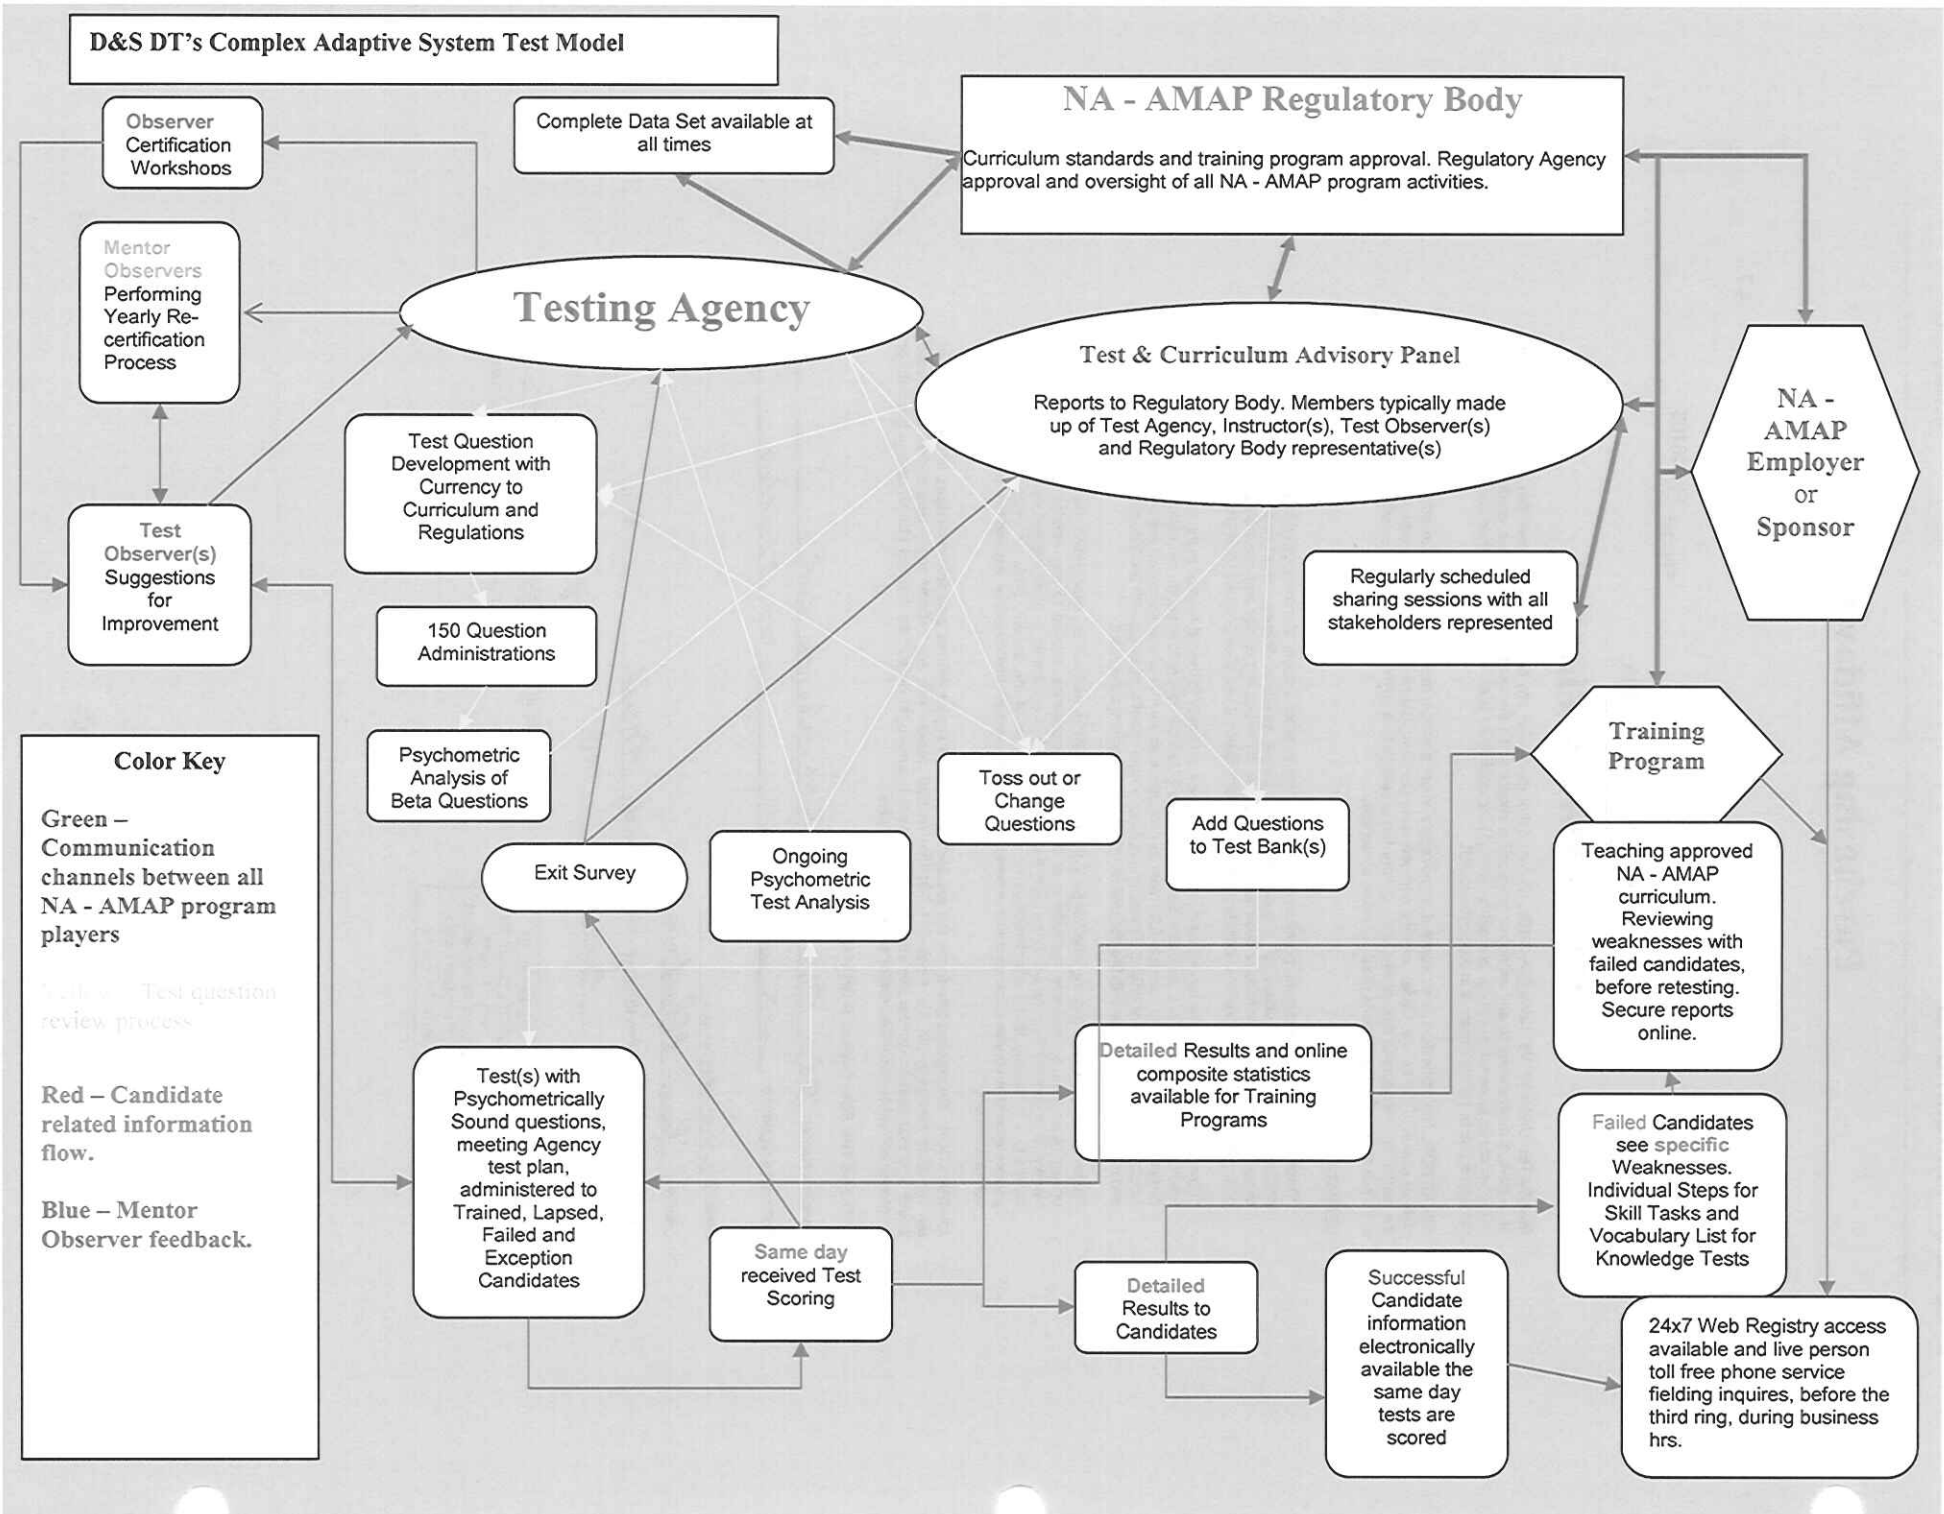 D&S DT's Complex Adaptive System Test Model
NA - AMAP Regulatory Body
Curriculum standards and training program approval. Regulatory Agency
approval and oversight of all NA - AMAP program activities.
Observer
Certification
Workshops
Complete Data Set available at
all times
Mentor
Observers
Performing
Yearly Re-
certification
Process
Testing Agency
Test & Curriculum Advisory Panel
Reports to Regulatory Body. Members typically made
up of Test Agency, Instructor(s), Test Observer(s)
and Regulatory Body representative(s)
NA -
AMAP
Employer
or
Sponsor
Test Question
Development with
Currency to
Curriculum and
Regulations
Test
Observer(s)
Suggestions
for
Improvement
Regularly scheduled
sharing sessions with all
stakeholders represented
150 Question
Administrations
Psychometric
Analysis of
Beta Questions
Toss out or
Change
Questions
Add Questions
to Test Bank(s)
Training
Program
Color Key
Green –
Communication
channels between all
NA - AMAP program
players
Test question
review process
Red – Candidate
related information
flow.
Blue – Mentor
Observer feedback.
Exit Survey
Ongoing
Psychometric
Test Analysis
Teaching approved
NA - AMAP
curriculum.
Reviewing
weaknesses with
failed candidates,
before retesting.
Secure reports
online.
Test(s) with
Psychometrically
Sound questions,
meeting Agency
test plan,
administered to
Trained, Lapsed,
Failed and
Exception
Candidates
Detailed Results and online
composite statistics
available for Training
Programs
Failed Candidates
see specific
Weaknesses.
Individual Steps for
Skill Tasks and
Vocabulary List for
Knowledge Tests
Same day
received Test
Scoring
Detailed
Results to
Candidates
Successful
Candidate
information
electronically
available the
same day
tests are
scored
24x7 Web Registry access
available and live person
toll free phone service
fielding inquires, before the
third ring, during business
hrs.